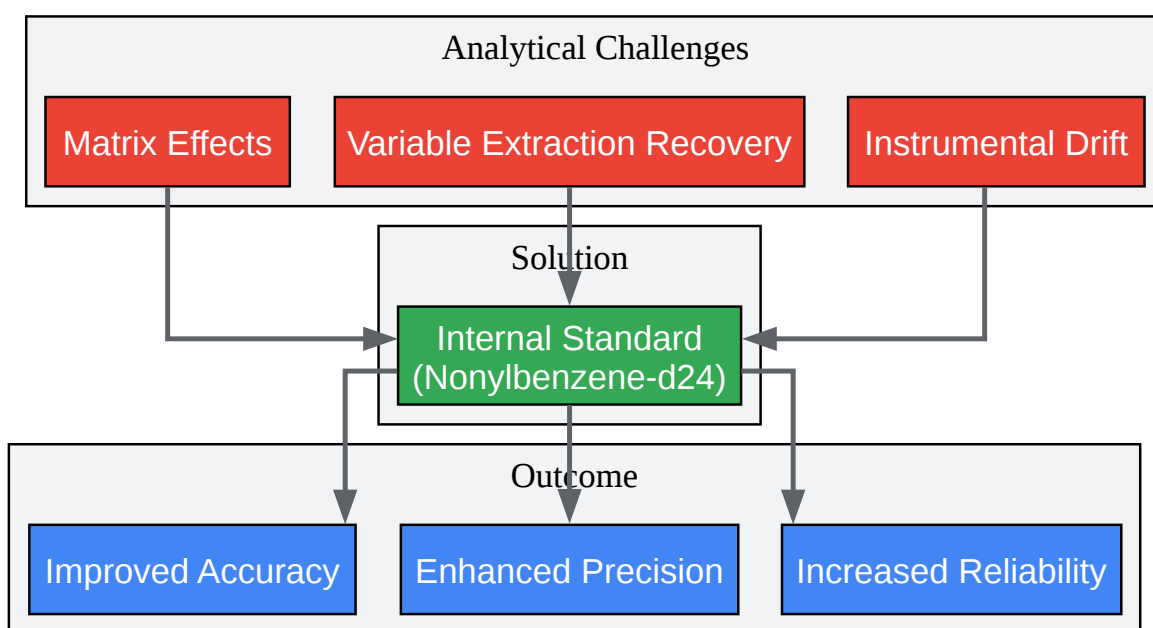 Analytical Challenges
Matrix Effects
Variable Extraction Recovery
Instrumental Drift
Solution
Internal Standard
(Nonylbenzene-d24)
Outcome
Improved Accuracy
Enhanced Precision
Increased Reliability